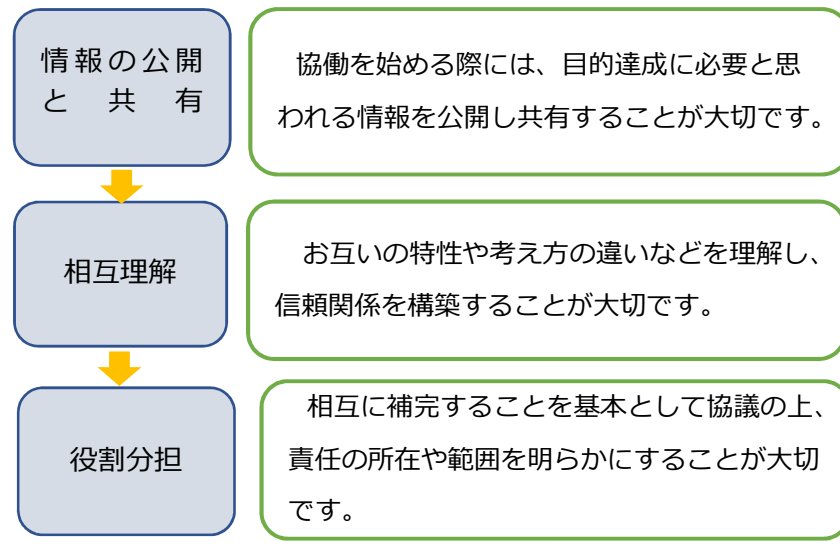 情報の公開
と共有
協働を始める際には、目的達成に必要と思
われる情報を公開し共有することが大切です。
相互理解
お互いの特性や考え方の違いなどを理解し、
信頼関係を構築することが大切です。
役割分担
相互に補完することを基本として協議の上、
責任の所在や範囲を明らかにすることが大切
です。